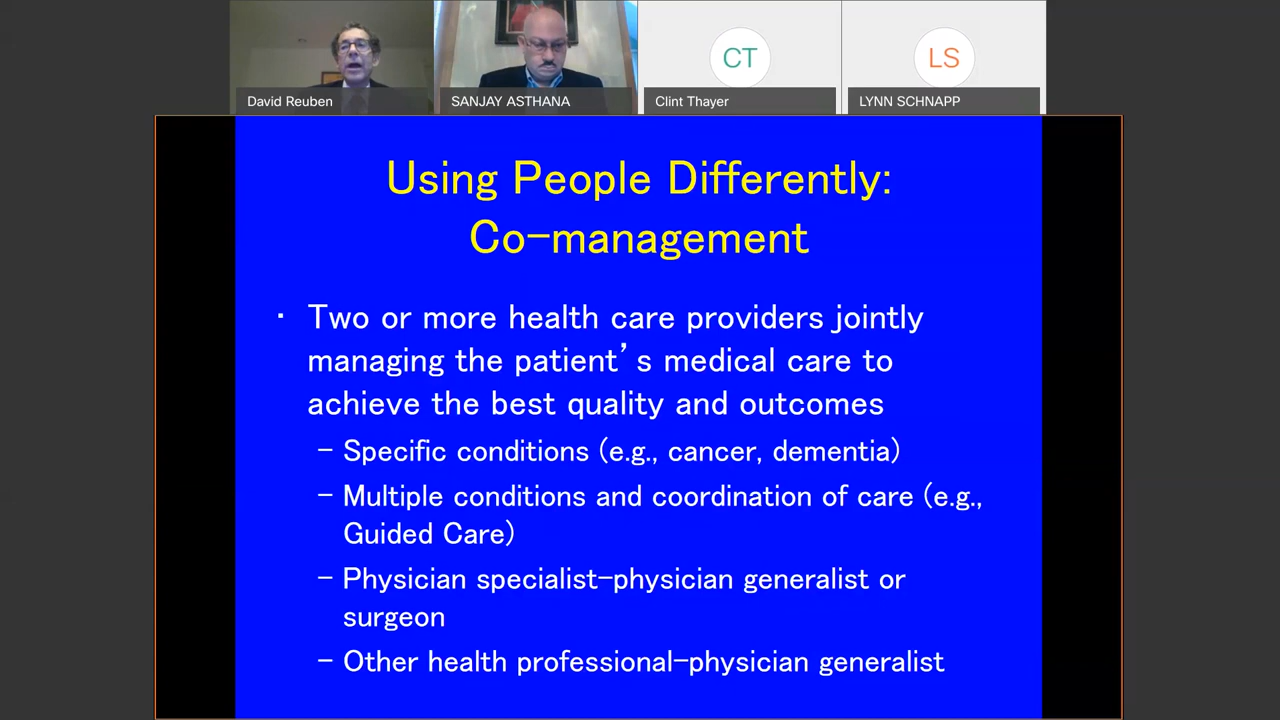 CT
LS
David Reuben
SANJAY ASTHANA
Clint Thayer
LYNN SCHNAPP
Using People Differently:
Co-management
· Two or more health care providers jointly
managing the patient’s medical care to
achieve the best quality and outcomes
– Specific conditions (e.g., cancer, dementia)
– Multiple conditions and coordination of care (e.g.,
Guided Care)
– Physician specialist-physician generalist or
surgeon
– Other health professional-physician generalist